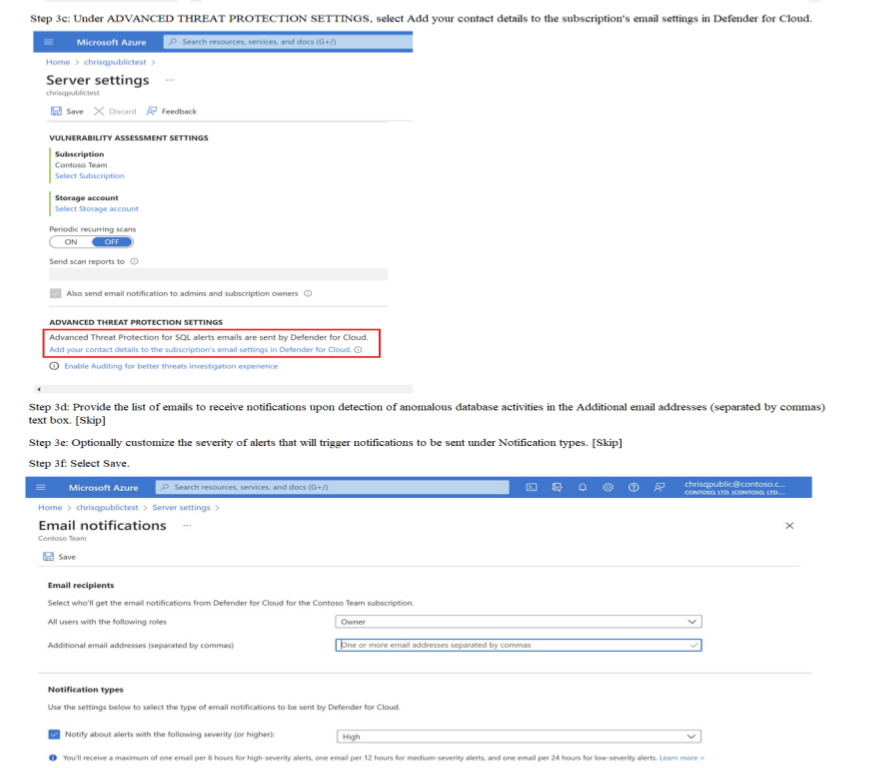 Step 3c: Under ADVANCED THREAT PROTECTION SETTINGS, select Add your contact details to the subscription's email settings in Defender for Cloud.
Microsoft Azure
Search resources, services, and docs (G+/)
Home > chrisqpublictest >
Server settings ...
chrisqpublictest
Save Discard Feedback
VULNERABILITY ASSESSMENT SETTINGS
Subscription
Contoso Team
Select Subscription
Storage account
Select Storage account
Periodic recurring scans
ON OFF
Send scan reports to
Also send email notification to admins and subscription owners
ADVANCED THREAT PROTECTION SETTINGS
Advanced Threat Protection for SQL alerts emails are sent by Defender for Cloud.
Add your contact details to the subscription's email settings in Defender for Cloud.
Enable Auditing for better threats investigation experience
Step 3d: Provide the list of emails to receive notifications upon detection of anomalous database activities in the Additional email addresses (separated by commas)
text box. [Skip]
Step 3e: Optionally customize the severity of alerts that will trigger notifications to be sent under Notification types. [Skip]
Step 3f: Select Save.
Microsoft Azure
Search resources, services, and docs (G+/)
chrisqpublic@contoso.c...
CONTOSO, LTD. (CONTOSO, LTD....
Home > chrisqpublictest > Server settings >
Email notifications ...
Contoso Team
Save
Email recipients
Select who'll get the email notifications from Defender for Cloud for the Contoso Team subscription.
All users with the following roles Owner
Additional email addresses (separated by commas) One or more email addresses separated by commas
Notification types
Use the settings below to select the type of email notifications to be sent by Defender for Cloud.
Notify about alerts with the following severity (or higher): High
You'll receive a maximum of one email per 6 hours for high-severity alerts, one email per 12 hours for medium-severity alerts, and one email per 24 hours for low-severity alerts. Learn more >